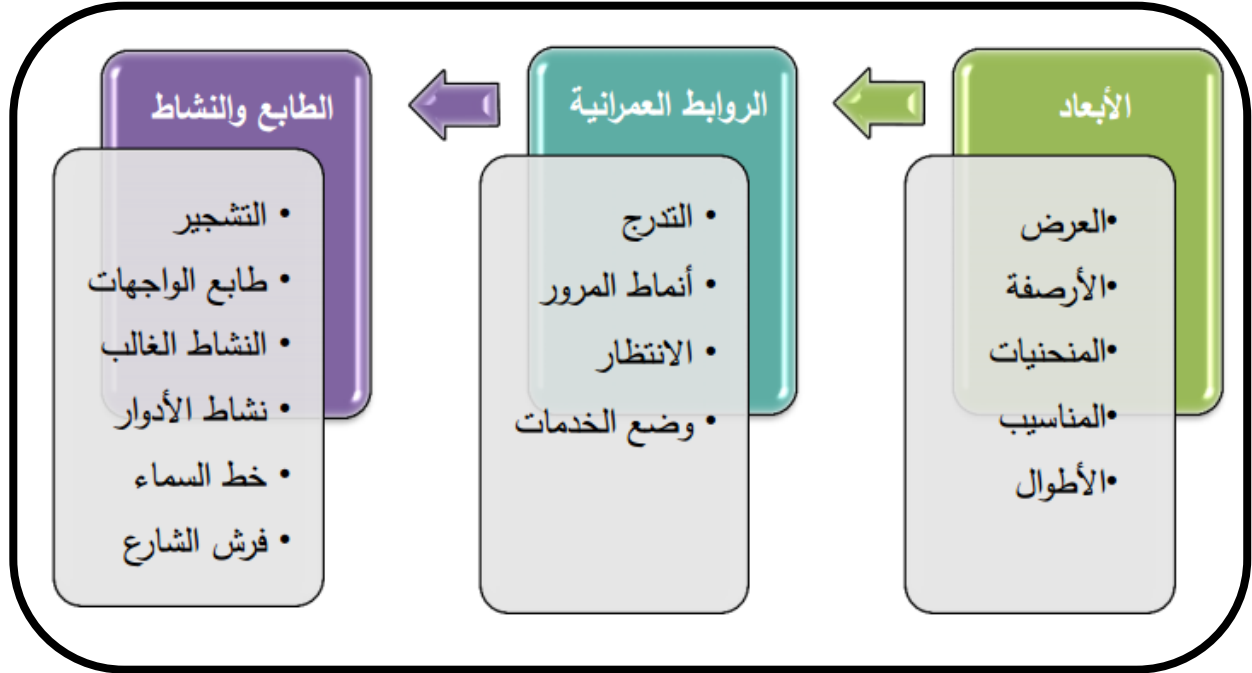 الأبعاد
•العرض
•الأرصفة
•المنحنيات
•المناسيب
•الأطوال
الروابط العمرانية
• التدرج
• أنماط المرور
• الانتظار
• وضع الخدمات
الطابع والنشاط
• التشجير
• طابع الواجهات
• النشاط الغالب
• نشاط الأدوار
• خط السماء
• فرش الشارع